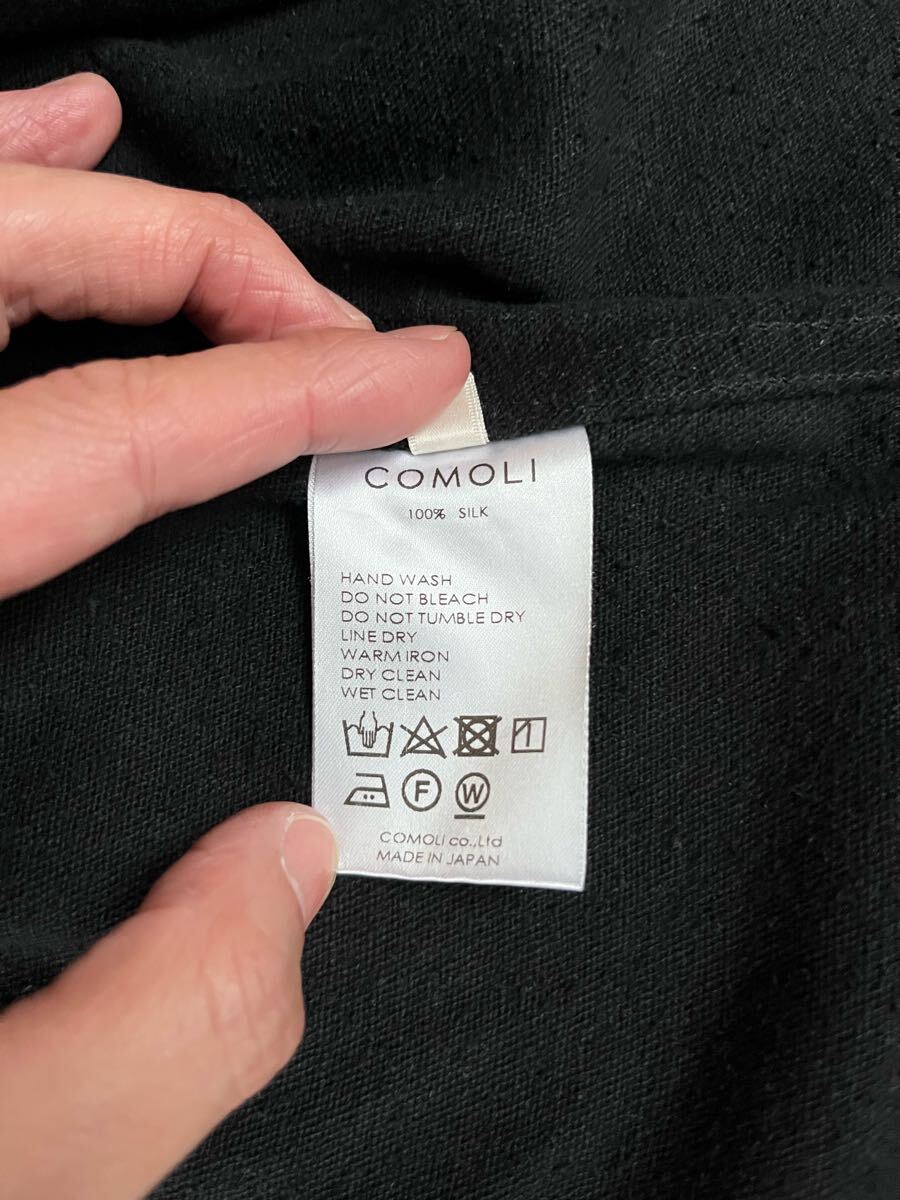 COMOLI
100% SILK
HAND WASH
DO NOT BLEACH
DO NOT TUMBLE DRY
LINE DRY
WARM IRON
DRY CLEAN
WET CLEAN
F W
COMOLI co.,Ltd
MADE IN JAPAN